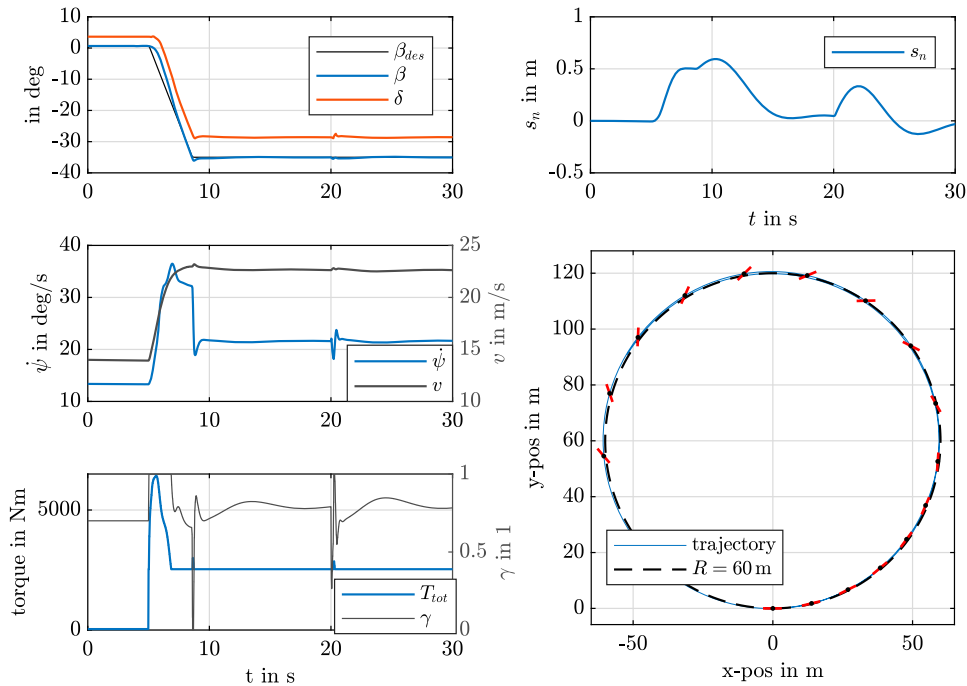 10
0
-10
-20
-30
-40
in deg
β_des
β
δ
0 10 20 30
1
0.5
0
-0.5
s_n in m
s_n
0 10 20 30
t in s
40
30
20
10
ψ̇ in deg/s
25
20
15
10
v in m/s
ψ̇
v
0 10 20 30
5000
0
torque in Nm
1
0.5
0
γ in 1
T_tot
γ
0 10 20 30
t in s
120
100
80
60
40
20
0
y-pos in m
trajectory
R = 60 m
-50 0 50
x-pos in m